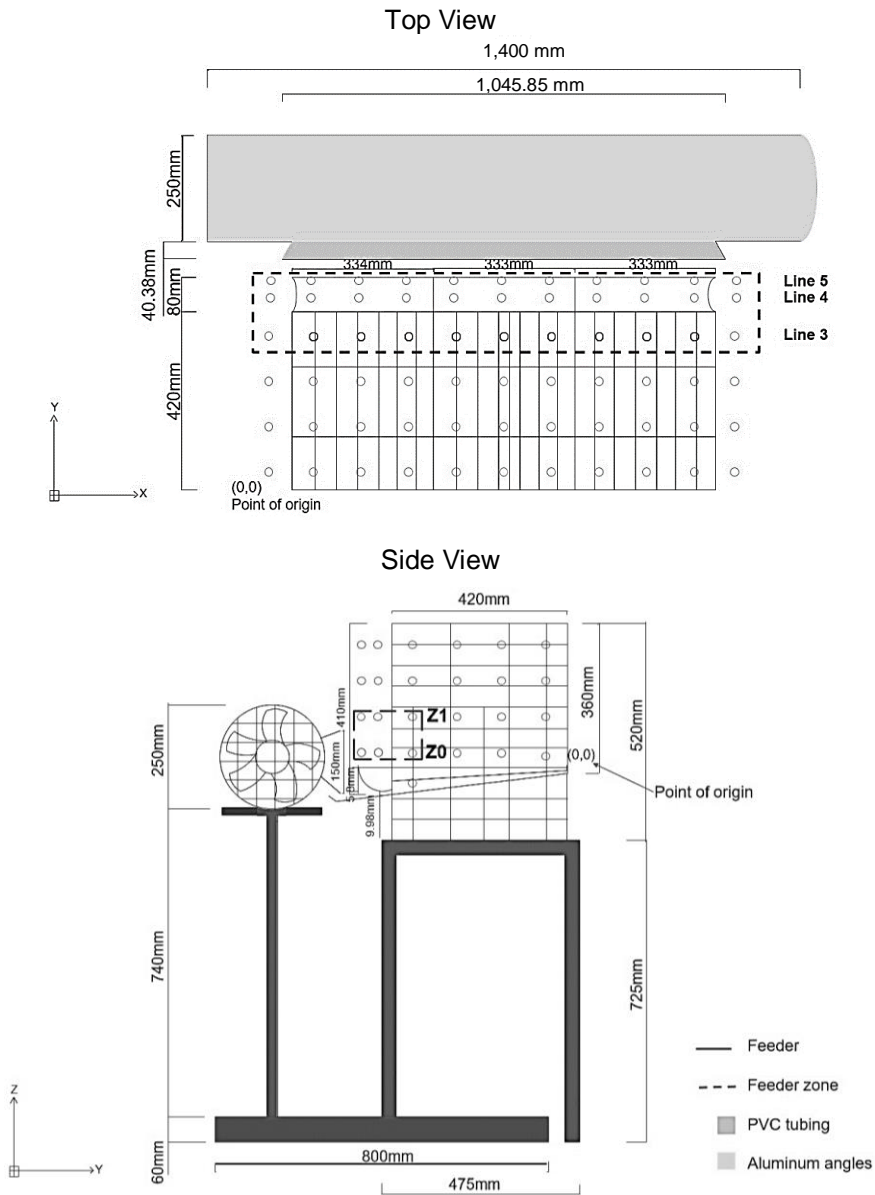 Top View
1,400 mm
1,045.85 mm
250mm
40.38mm
334mm
333mm
333mm
80mm
Line 5
Line 4
Line 3
420mm
Y
X
(0,0)
Point of origin
Side View
420mm
410mm
360mm
520mm
250mm
Z1
150mm
Z0
(0,0)
Point of origin
9.98mm
740mm
725mm
Feeder
Feeder zone
PVC tubing
Aluminum angles
Z
Y
60mm
800mm
475mm